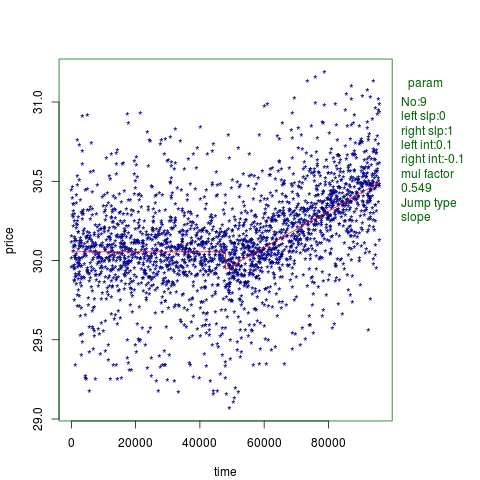 param
No:9
left slp:0
right slp:1
left int:0.1
right int:-0.1
mul factor
0.549
Jump type
slope
31.0
30.5
30.0
29.5
29.0
price
0 20000 40000 60000 80000
time